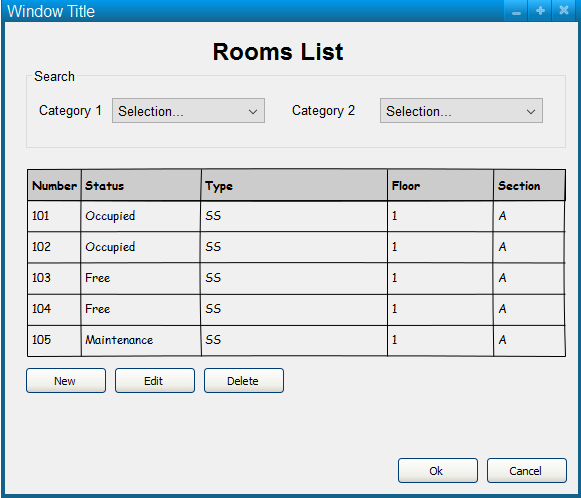 Window Title
Rooms List
Search
Category 1 Selection... Category 2 Selection...
Number Status Type Floor Section
101 Occupied SS 1 A
102 Occupied SS 1 A
103 Free SS 1 A
104 Free SS 1 A
105 Maintenance SS 1 A
New Edit Delete
Ok Cancel